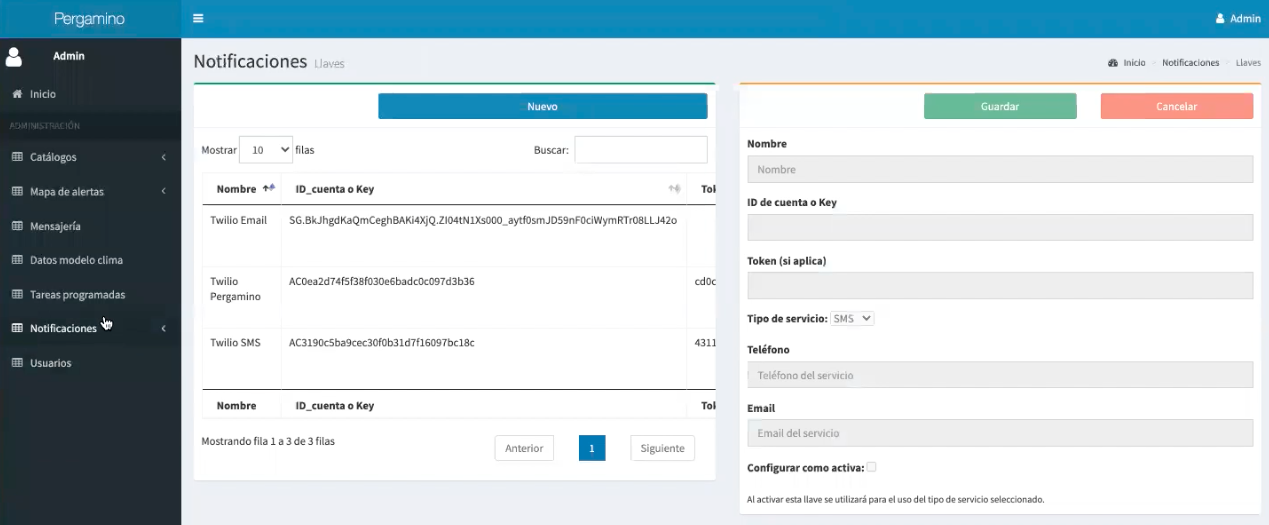 Pergamino
Admin
Admin
Inicio
ADMINISTRACIÓN
Catálogos
Mapa de alertas
Mensajería
Datos modelo clima
Tareas programadas
Notificaciones
Usuarios
Notificaciones Llaves
Inicio Notificaciones Llaves
Nuevo
Mostrar 10 filas Buscar:
Nombre ID_cuenta o Key Tok
Twilio Email 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
Twilio Pergamino AC0ea2d74f5f38f030e6badc0c097d3b36 cd0c
Twilio SMS AC3190c5ba9cec30f0b31d7f16097bc18c 4311
Nombre ID_cuenta o Key Tok
Mostrando fila 1 a 3 de 3 filas
Anterior 1 Siguiente
Guardar Cancelar
Nombre
Nombre
ID de cuenta o Key
Token (si aplica)
Tipo de servicio: SMS
Teléfono
Teléfono del servicio
Email
Email del servicio
Configurar como activa:
Al activar esta llave se utilizará para el uso del tipo de servicio seleccionado.